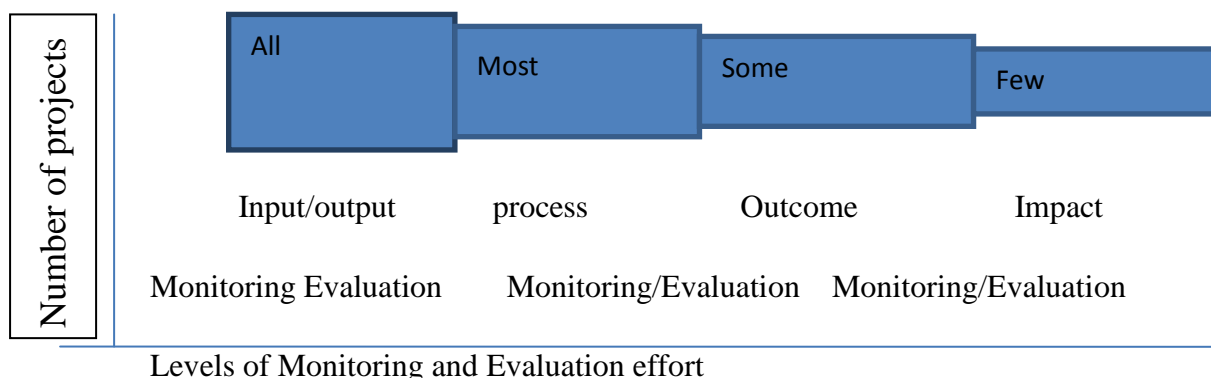 Number of projects
All
Most
Some
Few
Input/output process Outcome Impact
Monitoring Evaluation Monitoring/Evaluation Monitoring/Evaluation
Levels of Monitoring and Evaluation effort